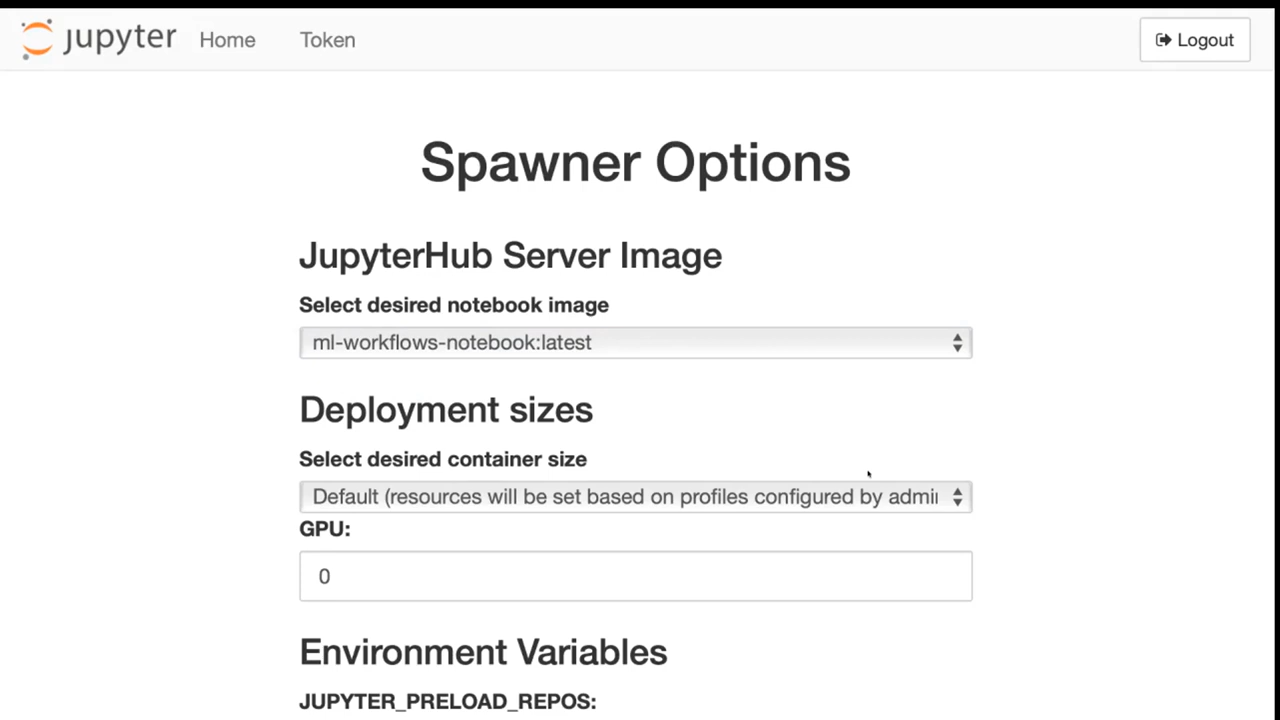 jupyter Home Token Logout
Spawner Options
JupyterHub Server Image
Select desired notebook image
ml-workflows-notebook:latest
Deployment sizes
Select desired container size
Default (resources will be set based on profiles configured by admi
GPU:
0
Environment Variables
JUPYTER_PRELOAD_REPOS: